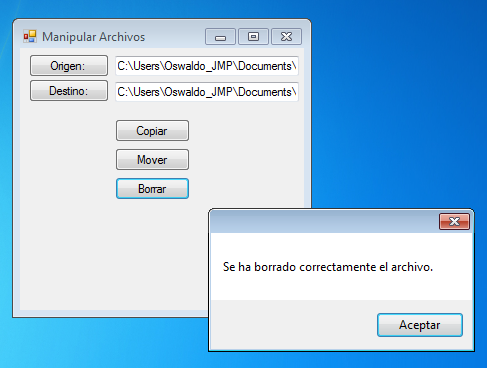 Manipular Archivos
Origen: C:\Users\Oswaldo_JMP\Documents\
Destino: C:\Users\Oswaldo_JMP\Documents\
Copiar
Mover
Borrar
Se ha borrado correctamente el archivo.
Aceptar